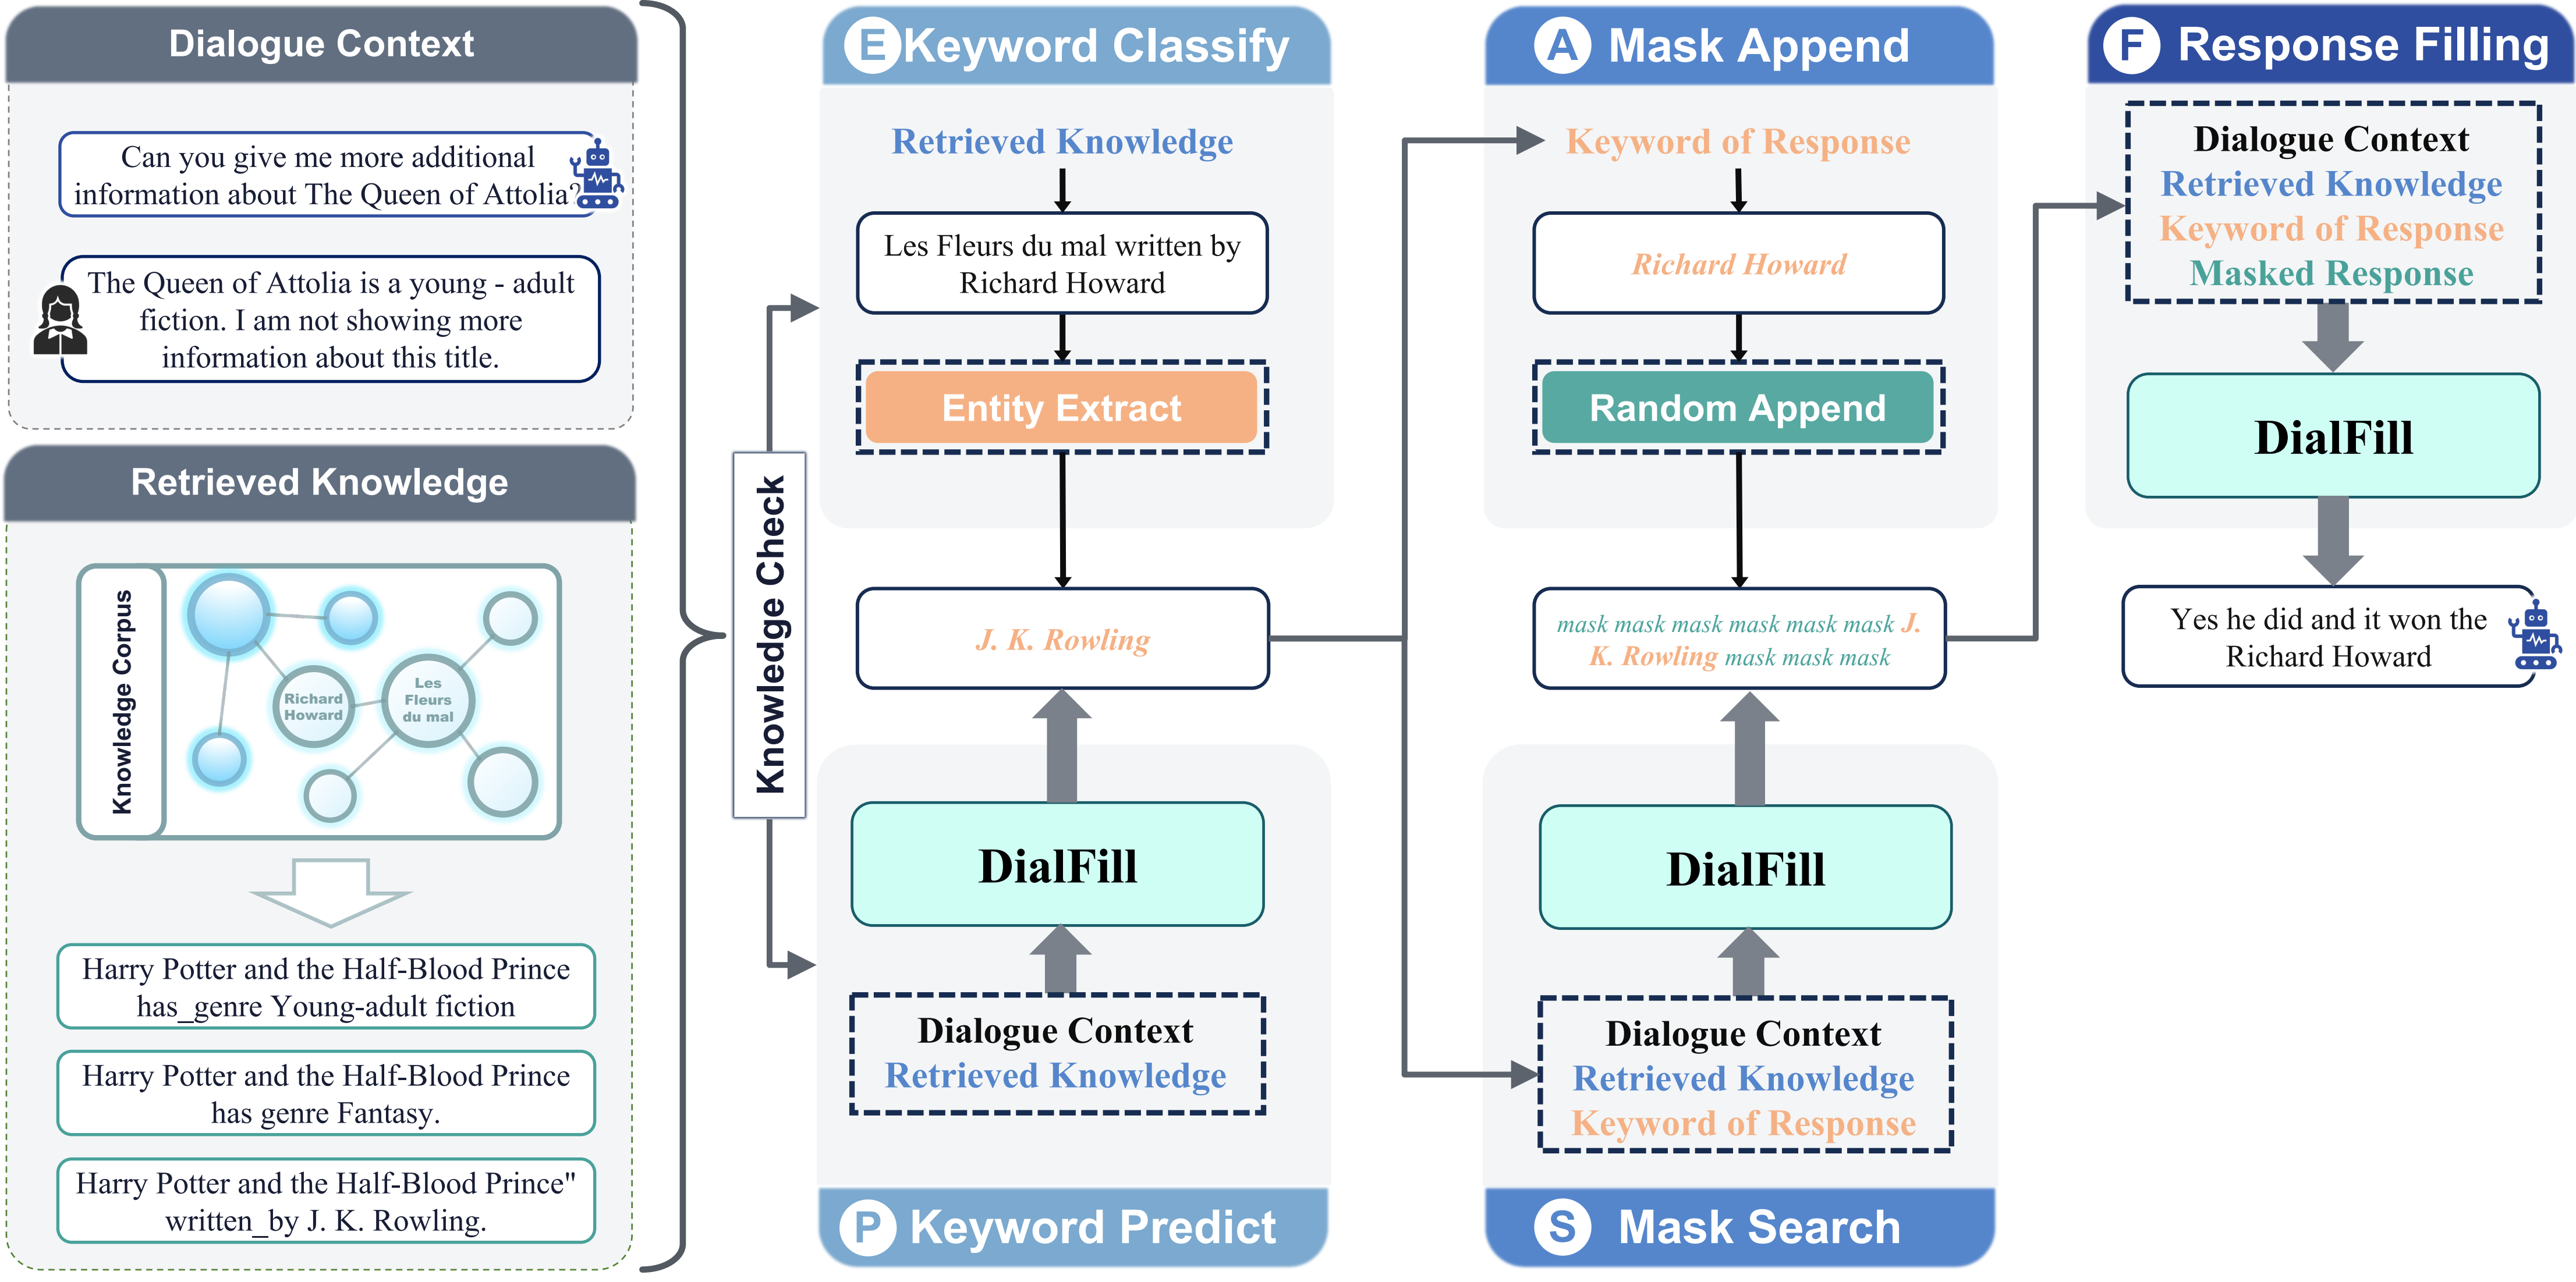 Dialogue Context
Can you give me more additional
information about The Queen of Attolia?
The Queen of Attolia is a young - adult
fiction. I am not showing more
information about this title.
Retrieved Knowledge
Knowledge Corpus
Richard
Howard
Les
Fleurs
du mal
Harry Potter and the Half-Blood Prince
has_genre Young-adult fiction
Harry Potter and the Half-Blood Prince
has genre Fantasy.
Harry Potter and the Half-Blood Prince"
written_by J. K. Rowling.
Knowledge Check
E Keyword Classify
Retrieved Knowledge
Les Fleurs du mal written by
Richard Howard
Entity Extract
J. K. Rowling
DialFill
Dialogue Context
Retrieved Knowledge
P Keyword Predict
A Mask Append
Keyword of Response
Richard Howard
Random Append
mask mask mask mask mask mask J.
K. Rowling mask mask mask
DialFill
Dialogue Context
Retrieved Knowledge
Keyword of Response
S Mask Search
F Response Filling
Dialogue Context
Retrieved Knowledge
Keyword of Response
Masked Response
DialFill
Yes he did and it won the
Richard Howard